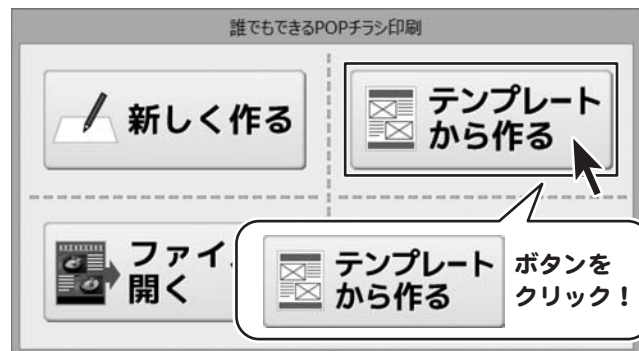 誰でもできるPOPチラシ印刷
新しく作る
テンプレート
から作る
ファイ
開く
テンプレート
から作る
ボタンを
クリック！